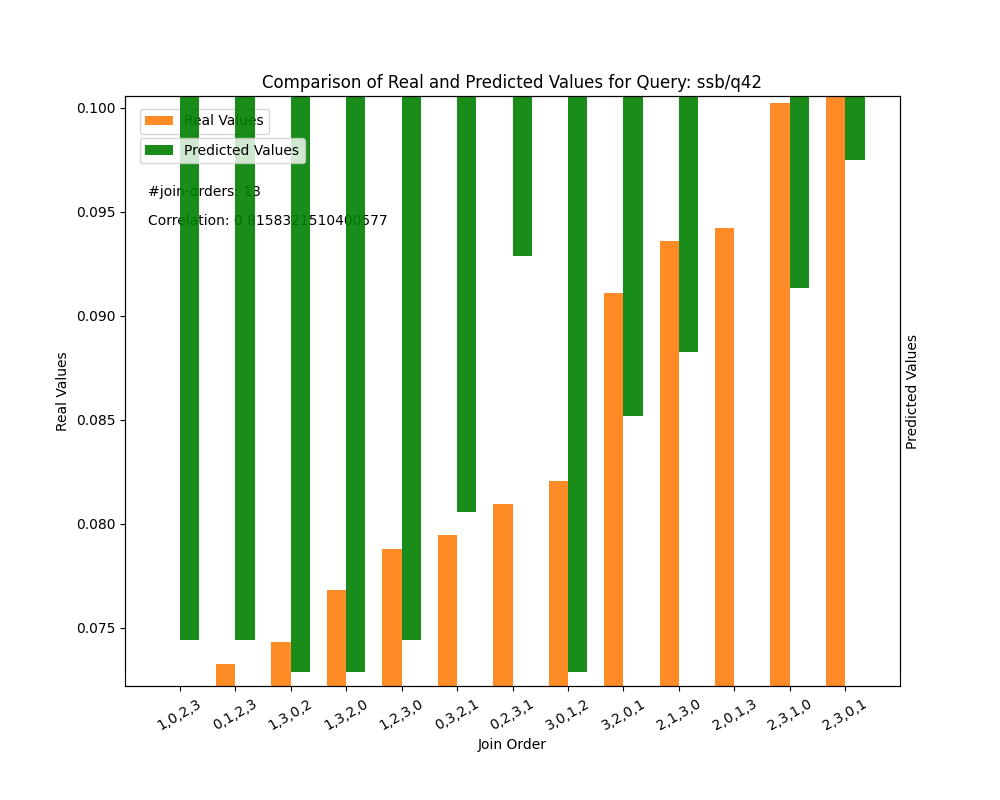 Comparison of Real and Predicted Values for Query: ssb/q42
0.100
0.095
0.090
0.085
0.080
0.075
Real Values
Real Values
Predicted Values
#join-orders: 13
Correlation: 0.8158321510400577
Predicted Values
1,0,2,3
0,1,2,3
1,3,0,2
1,3,2,0
1,2,3,0
0,3,2,1
0,2,3,1
3,0,1,2
3,2,0,1
2,1,3,0
2,0,1,3
2,3,1,0
2,3,0,1
Join Order